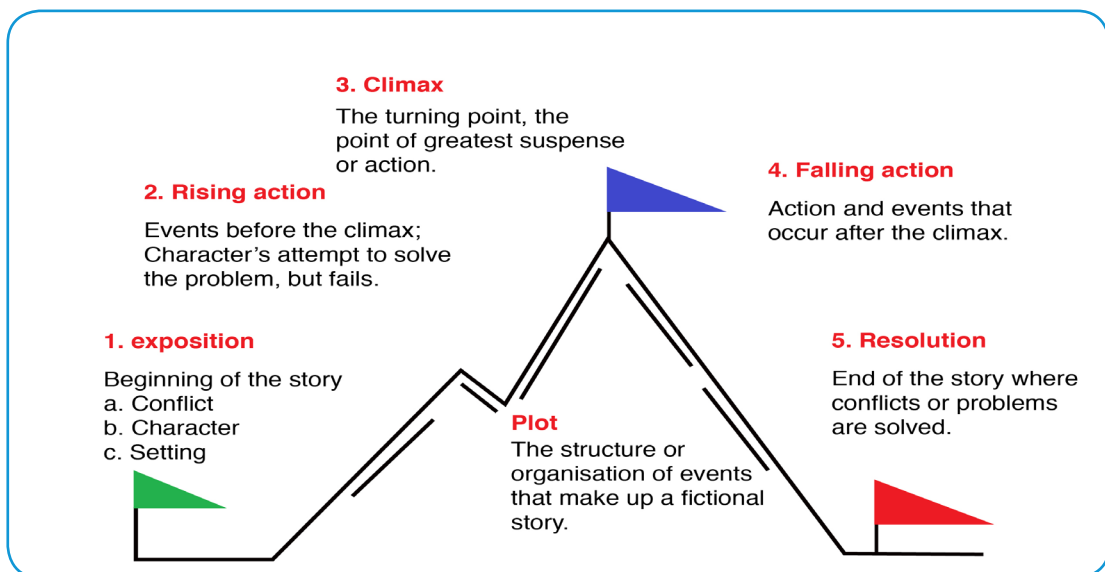 1. exposition
Beginning of the story
a. Conflict
b. Character
c. Setting
2. Rising action
Events before the climax;
Character's attempt to solve
the problem, but fails.
3. Climax
The turning point, the
point of greatest suspense
or action.
4. Falling action
Action and events that
occur after the climax.
5. Resolution
End of the story where
conflicts or problems
are solved.
Plot
The structure or
organisation of events
that make up a fictional
story.